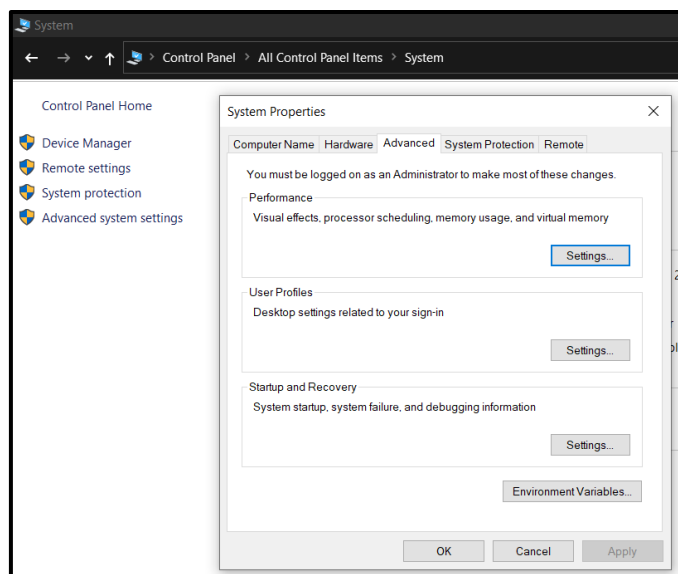 System
Control Panel > All Control Panel Items > System
Control Panel Home
Device Manager
Remote settings
System protection
Advanced system settings
System Properties
Computer Name Hardware Advanced System Protection Remote
You must be logged on as an Administrator to make most of these changes.
Performance
Visual effects, processor scheduling, memory usage, and virtual memory
Settings...
User Profiles
Desktop settings related to your sign-in
Settings...
Startup and Recovery
System startup, system failure, and debugging information
Settings...
Environment Variables...
OK Cancel Apply